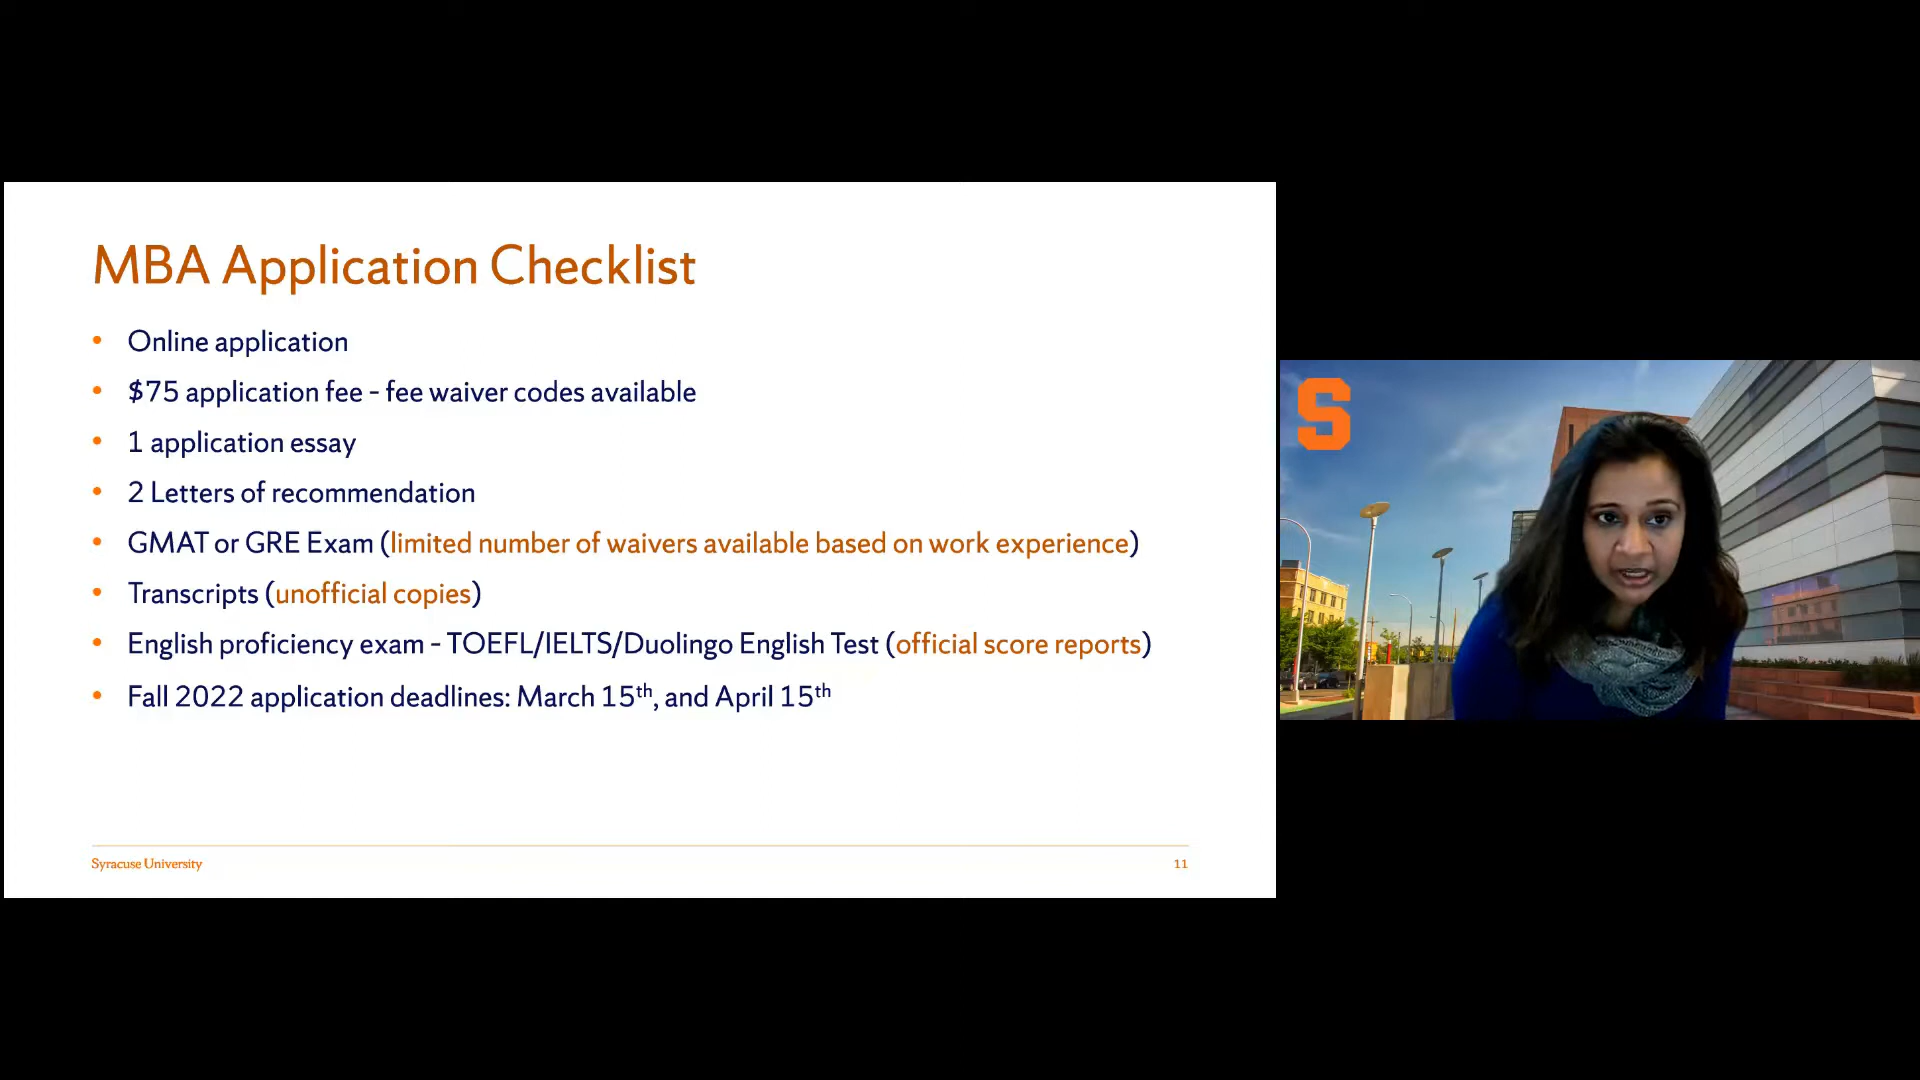 MBA Application Checklist
• Online application
• $75 application fee - fee waiver codes available
• 1 application essay
• 2 Letters of recommendation
• GMAT or GRE Exam (limited number of waivers available based on work experience)
• Transcripts (unofficial copies)
• English proficiency exam - TOEFL/IELTS/Duolingo English Test (official score reports)
• Fall 2022 application deadlines: March 15th, and April 15th
Syracuse University
11
S